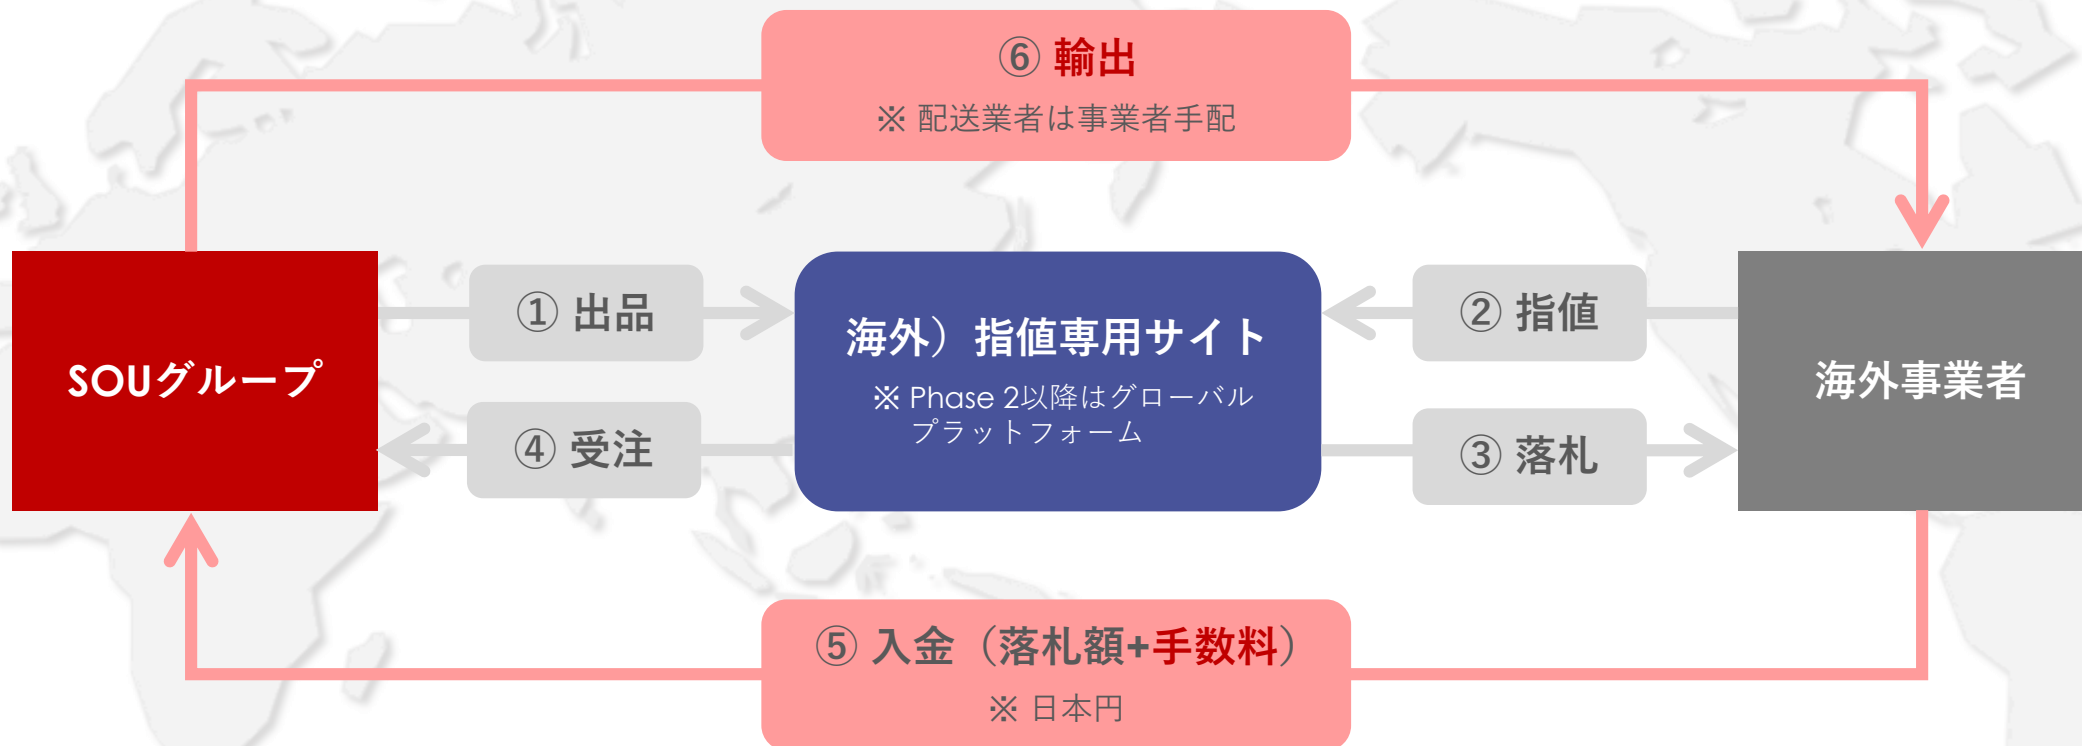 ⑥ 輸出
※ 配送業者は事業者手配
SOUグループ
① 出品
海外）指値専用サイト
※ Phase 2以降はグローバル
プラットフォーム
② 指値
海外事業者
④ 受注
③ 落札
⑤ 入金（落札額+手数料）
※ 日本円